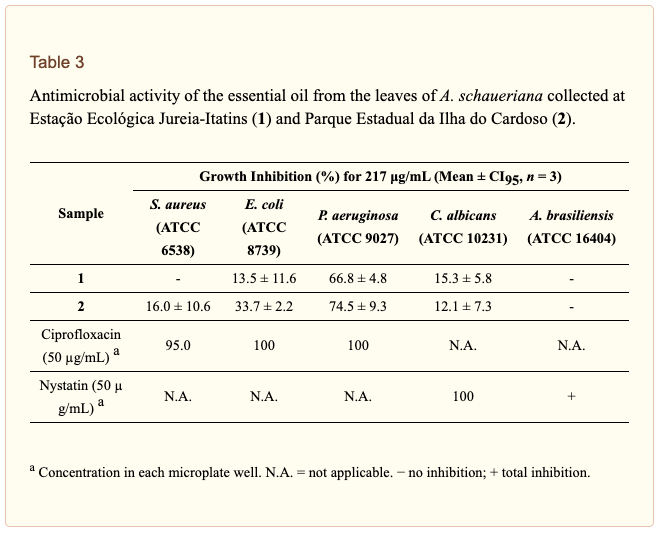 Table 3
Antimicrobial activity of the essential oil from the leaves of A. schaueriana collected at
Estação Ecológica Jureia-Itatins (1) and Parque Estadual da Ilha do Cardoso (2).
Growth Inhibition (%) for 217 μg/mL (Mean ± CI95, n = 3)
Sample
S. aureus
(ATCC
6538)
E. coli
(ATCC
8739)
P. aeruginosa
(ATCC 9027)
C. albicans
(ATCC 10231)
A. brasiliensis
(ATCC 16404)
1 - 13.5 ± 11.6 66.8 ± 4.8 15.3 ± 5.8 -
2 16.0 ± 10.6 33.7 ± 2.2 74.5 ± 9.3 12.1 ± 7.3 -
Ciprofloxacin
(50 μg/mL) a
95.0 100 100 N.A. N.A.
Nystatin (50 μ
g/mL) a
N.A. N.A. N.A. 100 +
a Concentration in each microplate well. N.A. = not applicable. − no inhibition; + total inhibition.